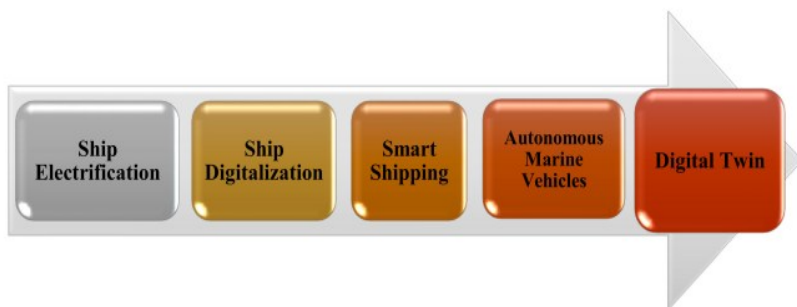 Ship
Electrification
Ship
Digitalization
Smart
Shipping
Autonomous
Marine
Vehicles
Digital Twin